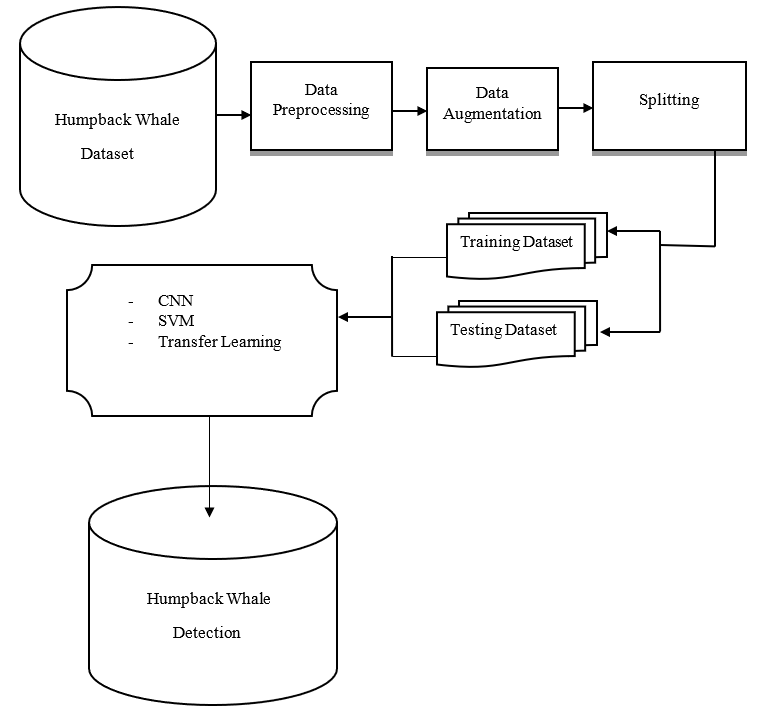 Humpback Whale
Dataset
Data
Preprocessing
Data
Augmentation
Splitting
Training Dataset
Testing Dataset
- CNN
- SVM
- Transfer Learning
Humpback Whale
Detection